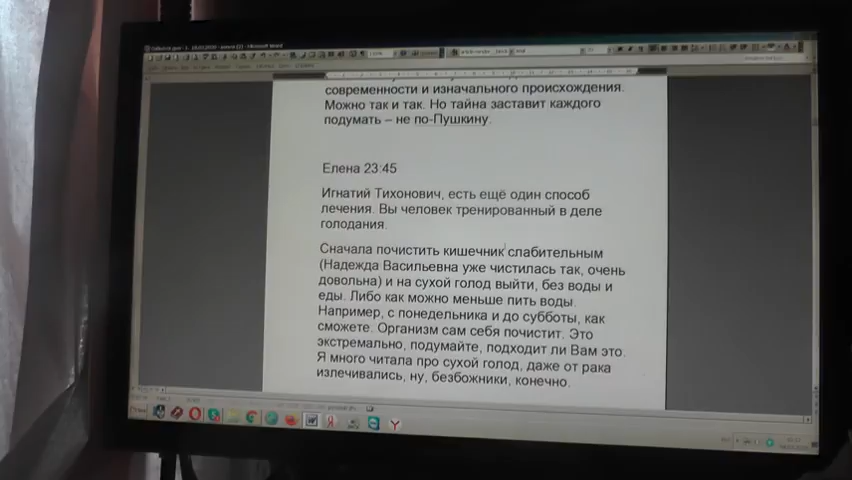 современности и изначального происхождения.
Можно так и так. Но тайна заставит каждого
подумать – не по-Пушкину.
Елена 23:45
Игнатий Тихонович, есть ещё один способ
лечения. Вы человек тренированный в деле
голодания.
Сначала почистить кишечник слабительным
(Надежда Васильевна уже чистилась так, очень
довольна) и на сухой голод выйти, без воды и
еды. Либо как можно меньше пить воды.
Например, с понедельника и до субботы, как
сможете. Организм сам себя почистит. Это
экстремально, подумайте, подходит ли Вам это.
Я много читала про сухой голод, даже от рака
излечивались, ну, безбожники, конечно.